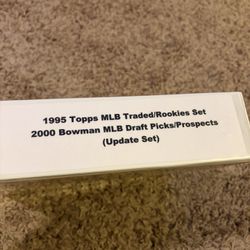 1995 Topps MLB Traded/Rookies Set
2000 Bowman MLB Draft Picks/Prospects
(Update Set)